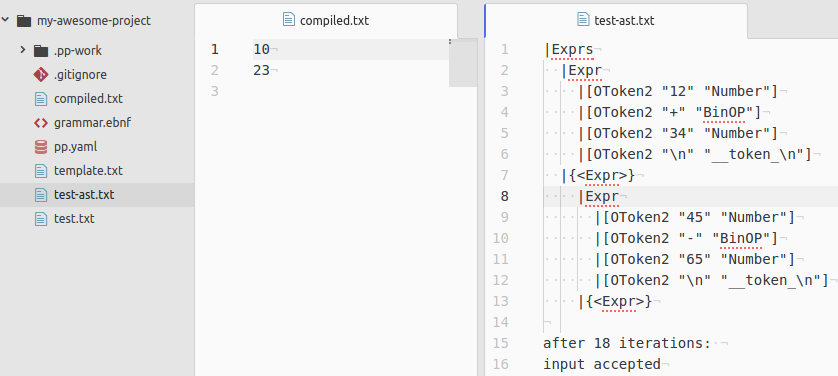 my-awesome-project
.pp-work
.gitignore
compiled.txt
grammar.ebnf
pp.yaml
template.txt
test-ast.txt
test.txt
compiled.txt
1 10¬
2 23¬
3
test-ast.txt
1 |Exprs¬
2 ··|Expr¬
3 ····|[OToken2·"12"·"Number"]¬
4 ····|[OToken2·"+"·"BinOP"]¬
5 ····|[OToken2·"34"·"Number"]¬
6 ····|[OToken2·"\n"·"__token_\n"]¬
7 ··|{<Expr>}¬
8 ····|Expr¬
9 ······|[OToken2·"45"·"Number"]¬
10 ······|[OToken2·"-"·"BinOP"]¬
11 ······|[OToken2·"65"·"Number"]¬
12 ······|[OToken2·"\n"·"__token_\n"]¬
13 ····|{<Expr>}¬
14 ¬
15 after 18 iterations:·¬
16 input accepted¬